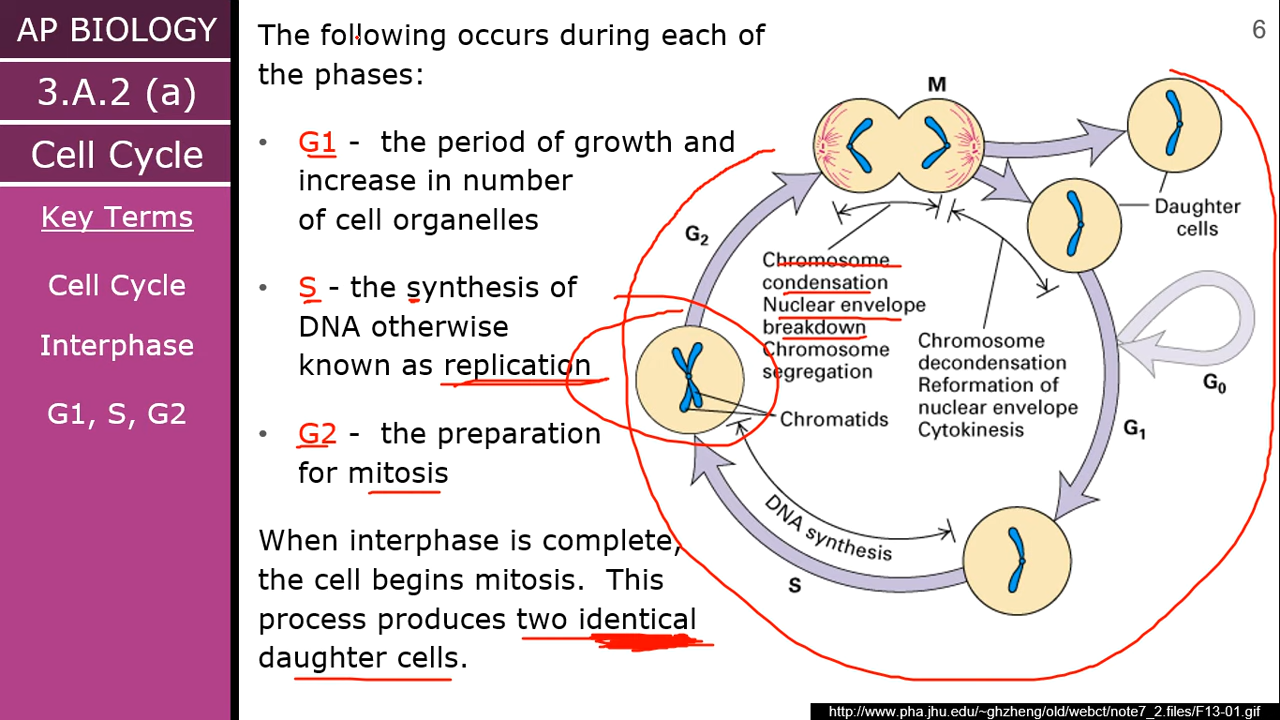 AP BIOLOGY
3.A.2 (a)
Cell Cycle
Key Terms
Cell Cycle
Interphase
G1, S, G2
The following occurs during each of
the phases:
• G1 - the period of growth and
increase in number
of cell organelles
• S - the synthesis of
DNA otherwise
known as replication
• G2 - the preparation
for mitosis
When interphase is complete,
the cell begins mitosis. This
process produces two identical
daughter cells.
6
M
Daughter
cells
G₂
Chromosome
condensation
Nuclear envelope
breakdown
Chromosome
segregation
Chromosome
decondensation
Reformation of
nuclear envelope
Cytokinesis
G₀
Chromatids
G₁
DNA synthesis
S
http://www.pha.jhu.edu/~ghzheng/old/webct/note7_2.files/F13-01.gif